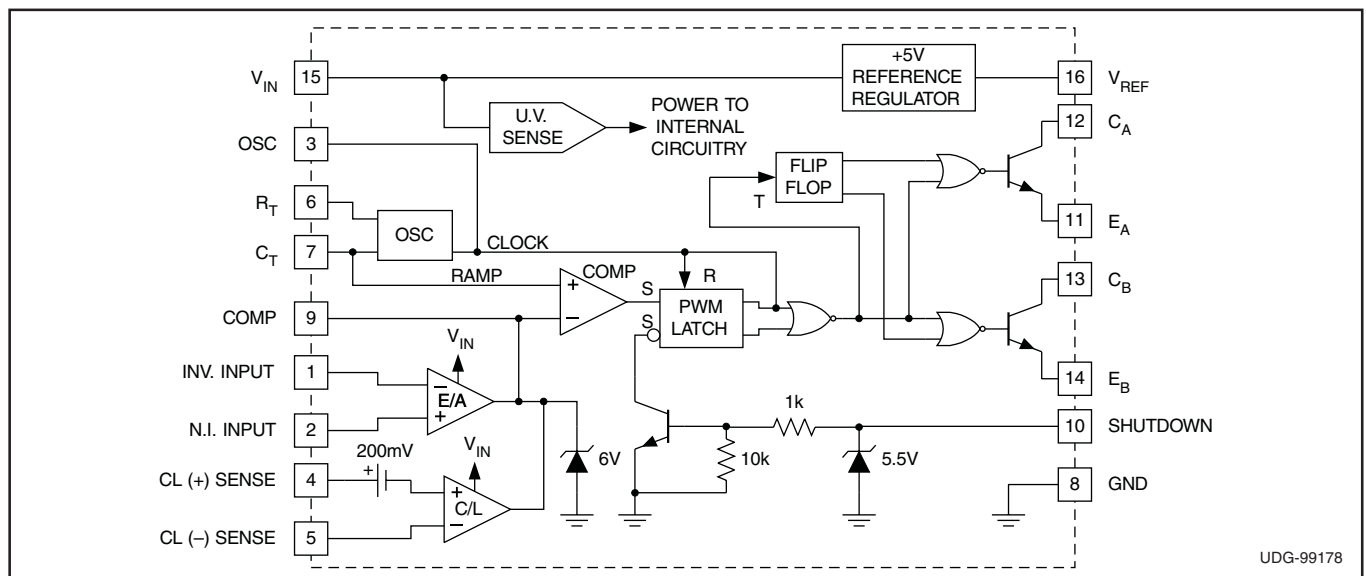 V_IN 15
OSC 3
R_T 6
C_T 7
COMP 9
INV. INPUT 1
N.I. INPUT 2
CL (+) SENSE 4
CL (–) SENSE 5
U.V.
SENSE
POWER TO
INTERNAL
CIRCUITRY
+5V
REFERENCE
REGULATOR
16 V_REF
12 C_A
11 E_A
13 C_B
14 E_B
10 SHUTDOWN
8 GND
FLIP
FLOP
T
OSC
CLOCK
RAMP
COMP
+
–
S
R
S
PWM
LATCH
V_IN
–
E/A
+
200mV
+
V_IN
+
C/L
–
6V
1k
10k
5.5V
UDG-99178